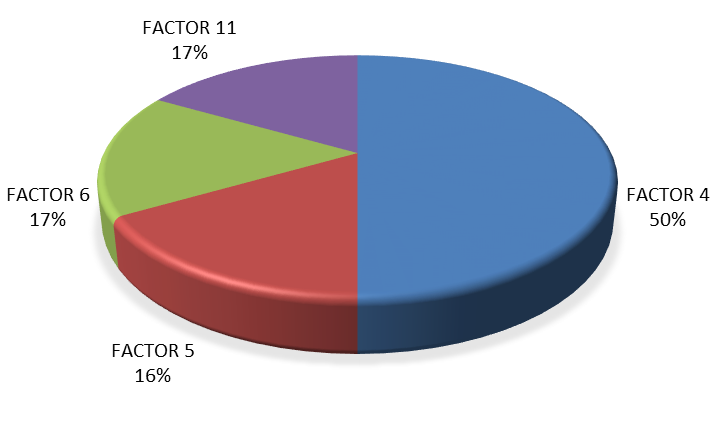 FACTOR 11
17%
FACTOR 6
17%
FACTOR 4
50%
FACTOR 5
16%